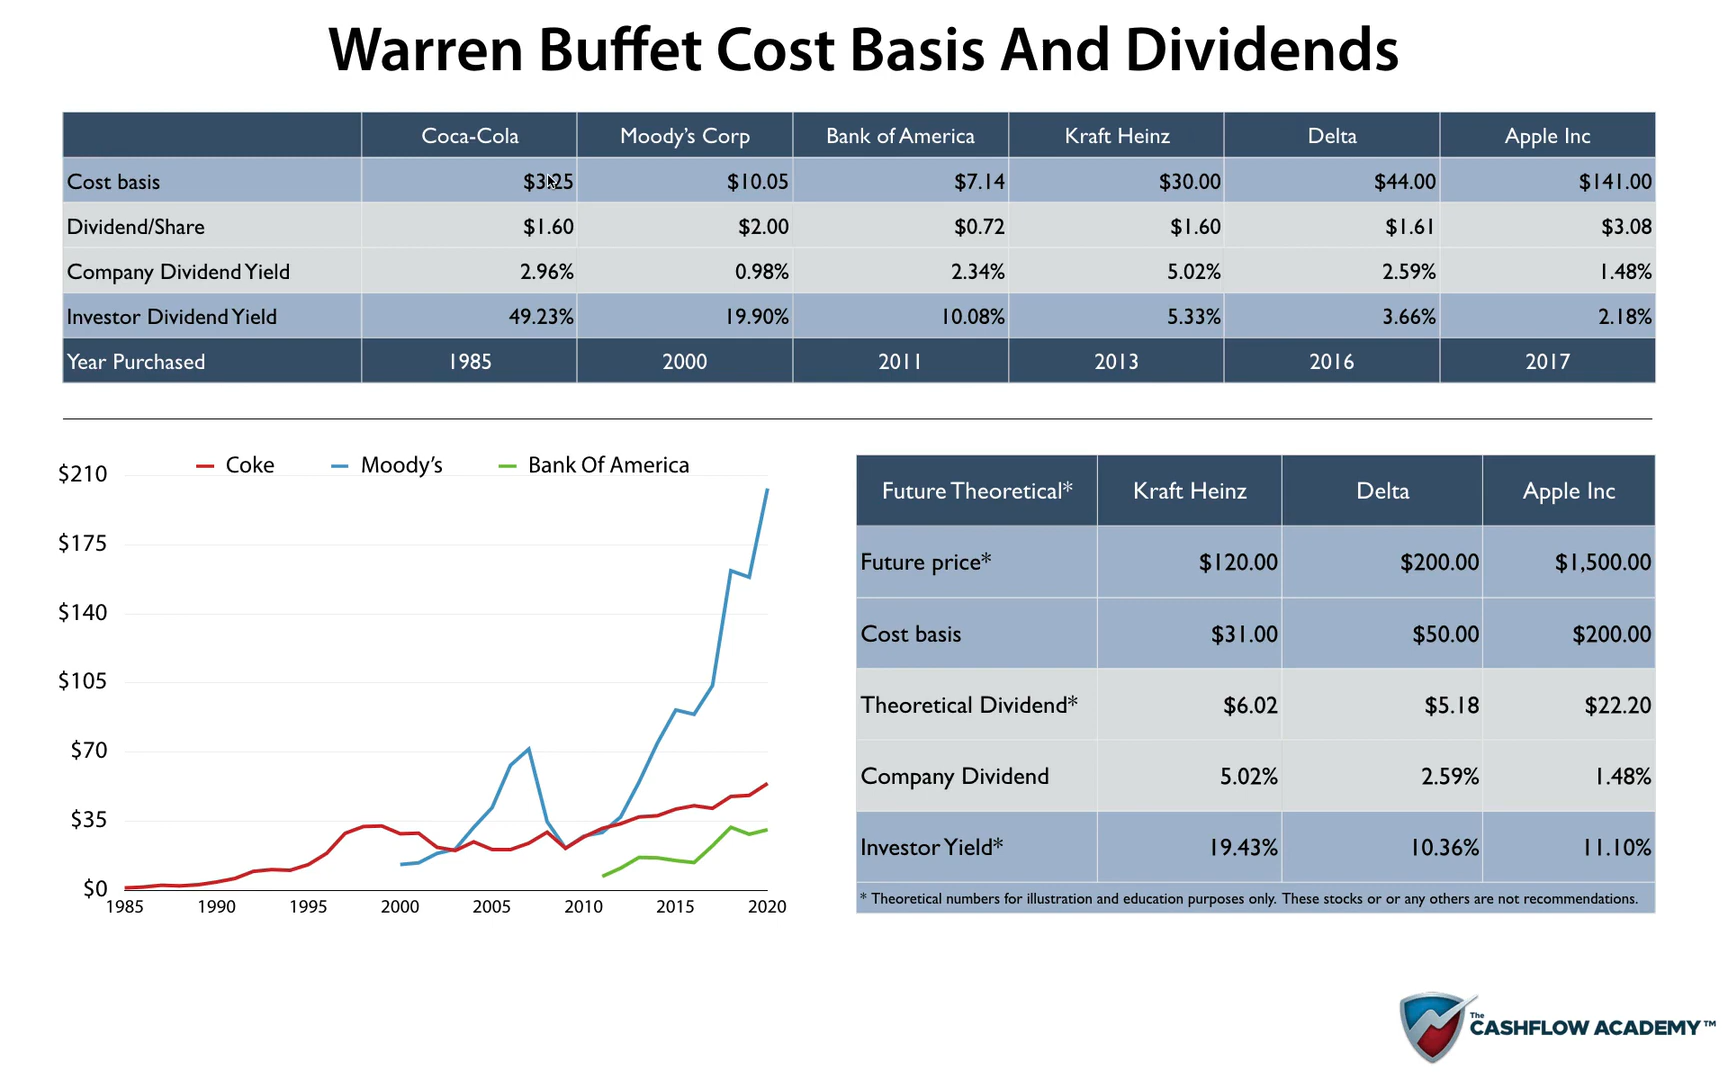 Warren Buffet Cost Basis And Dividends
Coca-Cola Moody's Corp Bank of America Kraft Heinz Delta Apple Inc
Cost basis $3.25 $10.05 $7.14 $30.00 $44.00 $141.00
Dividend/Share $1.60 $2.00 $0.72 $1.60 $1.61 $3.08
Company Dividend Yield 2.96% 0.98% 2.34% 5.02% 2.59% 1.48%
Investor Dividend Yield 49.23% 19.90% 10.08% 5.33% 3.66% 2.18%
Year Purchased 1985 2000 2011 2013 2016 2017
Coke Moody's Bank Of America
$210
$175
$140
$105
$70
$35
$0
1985 1990 1995 2000 2005 2010 2015 2020
Future Theoretical* Kraft Heinz Delta Apple Inc
Future price* $120.00 $200.00 $1,500.00
Cost basis $31.00 $50.00 $200.00
Theoretical Dividend* $6.02 $5.18 $22.20
Company Dividend 5.02% 2.59% 1.48%
Investor Yield* 19.43% 10.36% 11.10%
* Theoretical numbers for illustration and education purposes only. These stocks or or any others are not recommendations.
The
CASHFLOW ACADEMY™